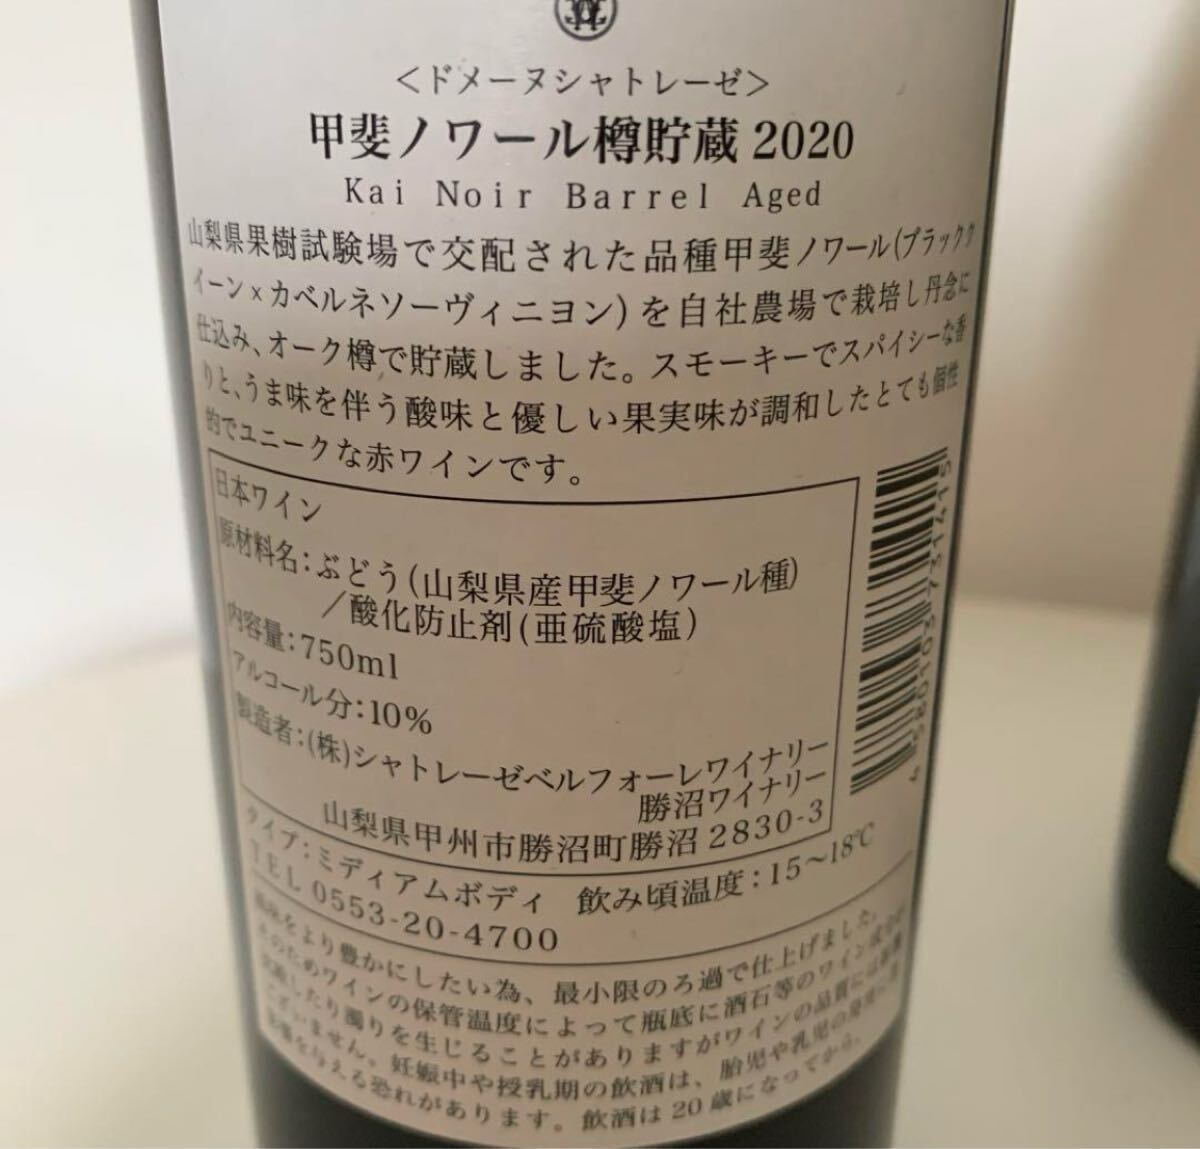 <ドメーヌシャトレーゼ>
甲斐ノワール樽貯蔵2020
Kai Noir Barrel Aged
山梨県果樹試験場で交配された品種甲斐ノワール(ブラックク
イーン×カベルネソーヴィニヨン)を自社農場で栽培し丹念に
仕込み、オーク樽で貯蔵しました。スモーキーでスパイシーな香
りと、うま味を伴う酸味と優しい果実味が調和したとても個性
的でユニークな赤ワインです。
日本ワイン
原材料名:ぶどう(山梨県産甲斐ノワール種)
/酸化防止剤(亜硫酸塩)
内容量:750ml
アルコール分:10%
製造者:(株)シャトレーゼベルフォーレワイナリー
勝沼ワイナリー
山梨県甲州市勝沼町勝沼2830-3
タイプ:ミディアムボディ 飲み頃温度:15~18℃
TEL 0553-20-4700
風味をより豊かにしたい為、最小限のろ過で仕上げました。
そのためワインの保管温度によって瓶底に酒石等のワイン成分が
沈殿したり濁りを生じることがありますがワインの品質には影響
ございません。妊娠中や授乳期の飲酒は、胎児や乳児の発育に悪
影響を与える恐れがあります。飲酒は20歳になってから。